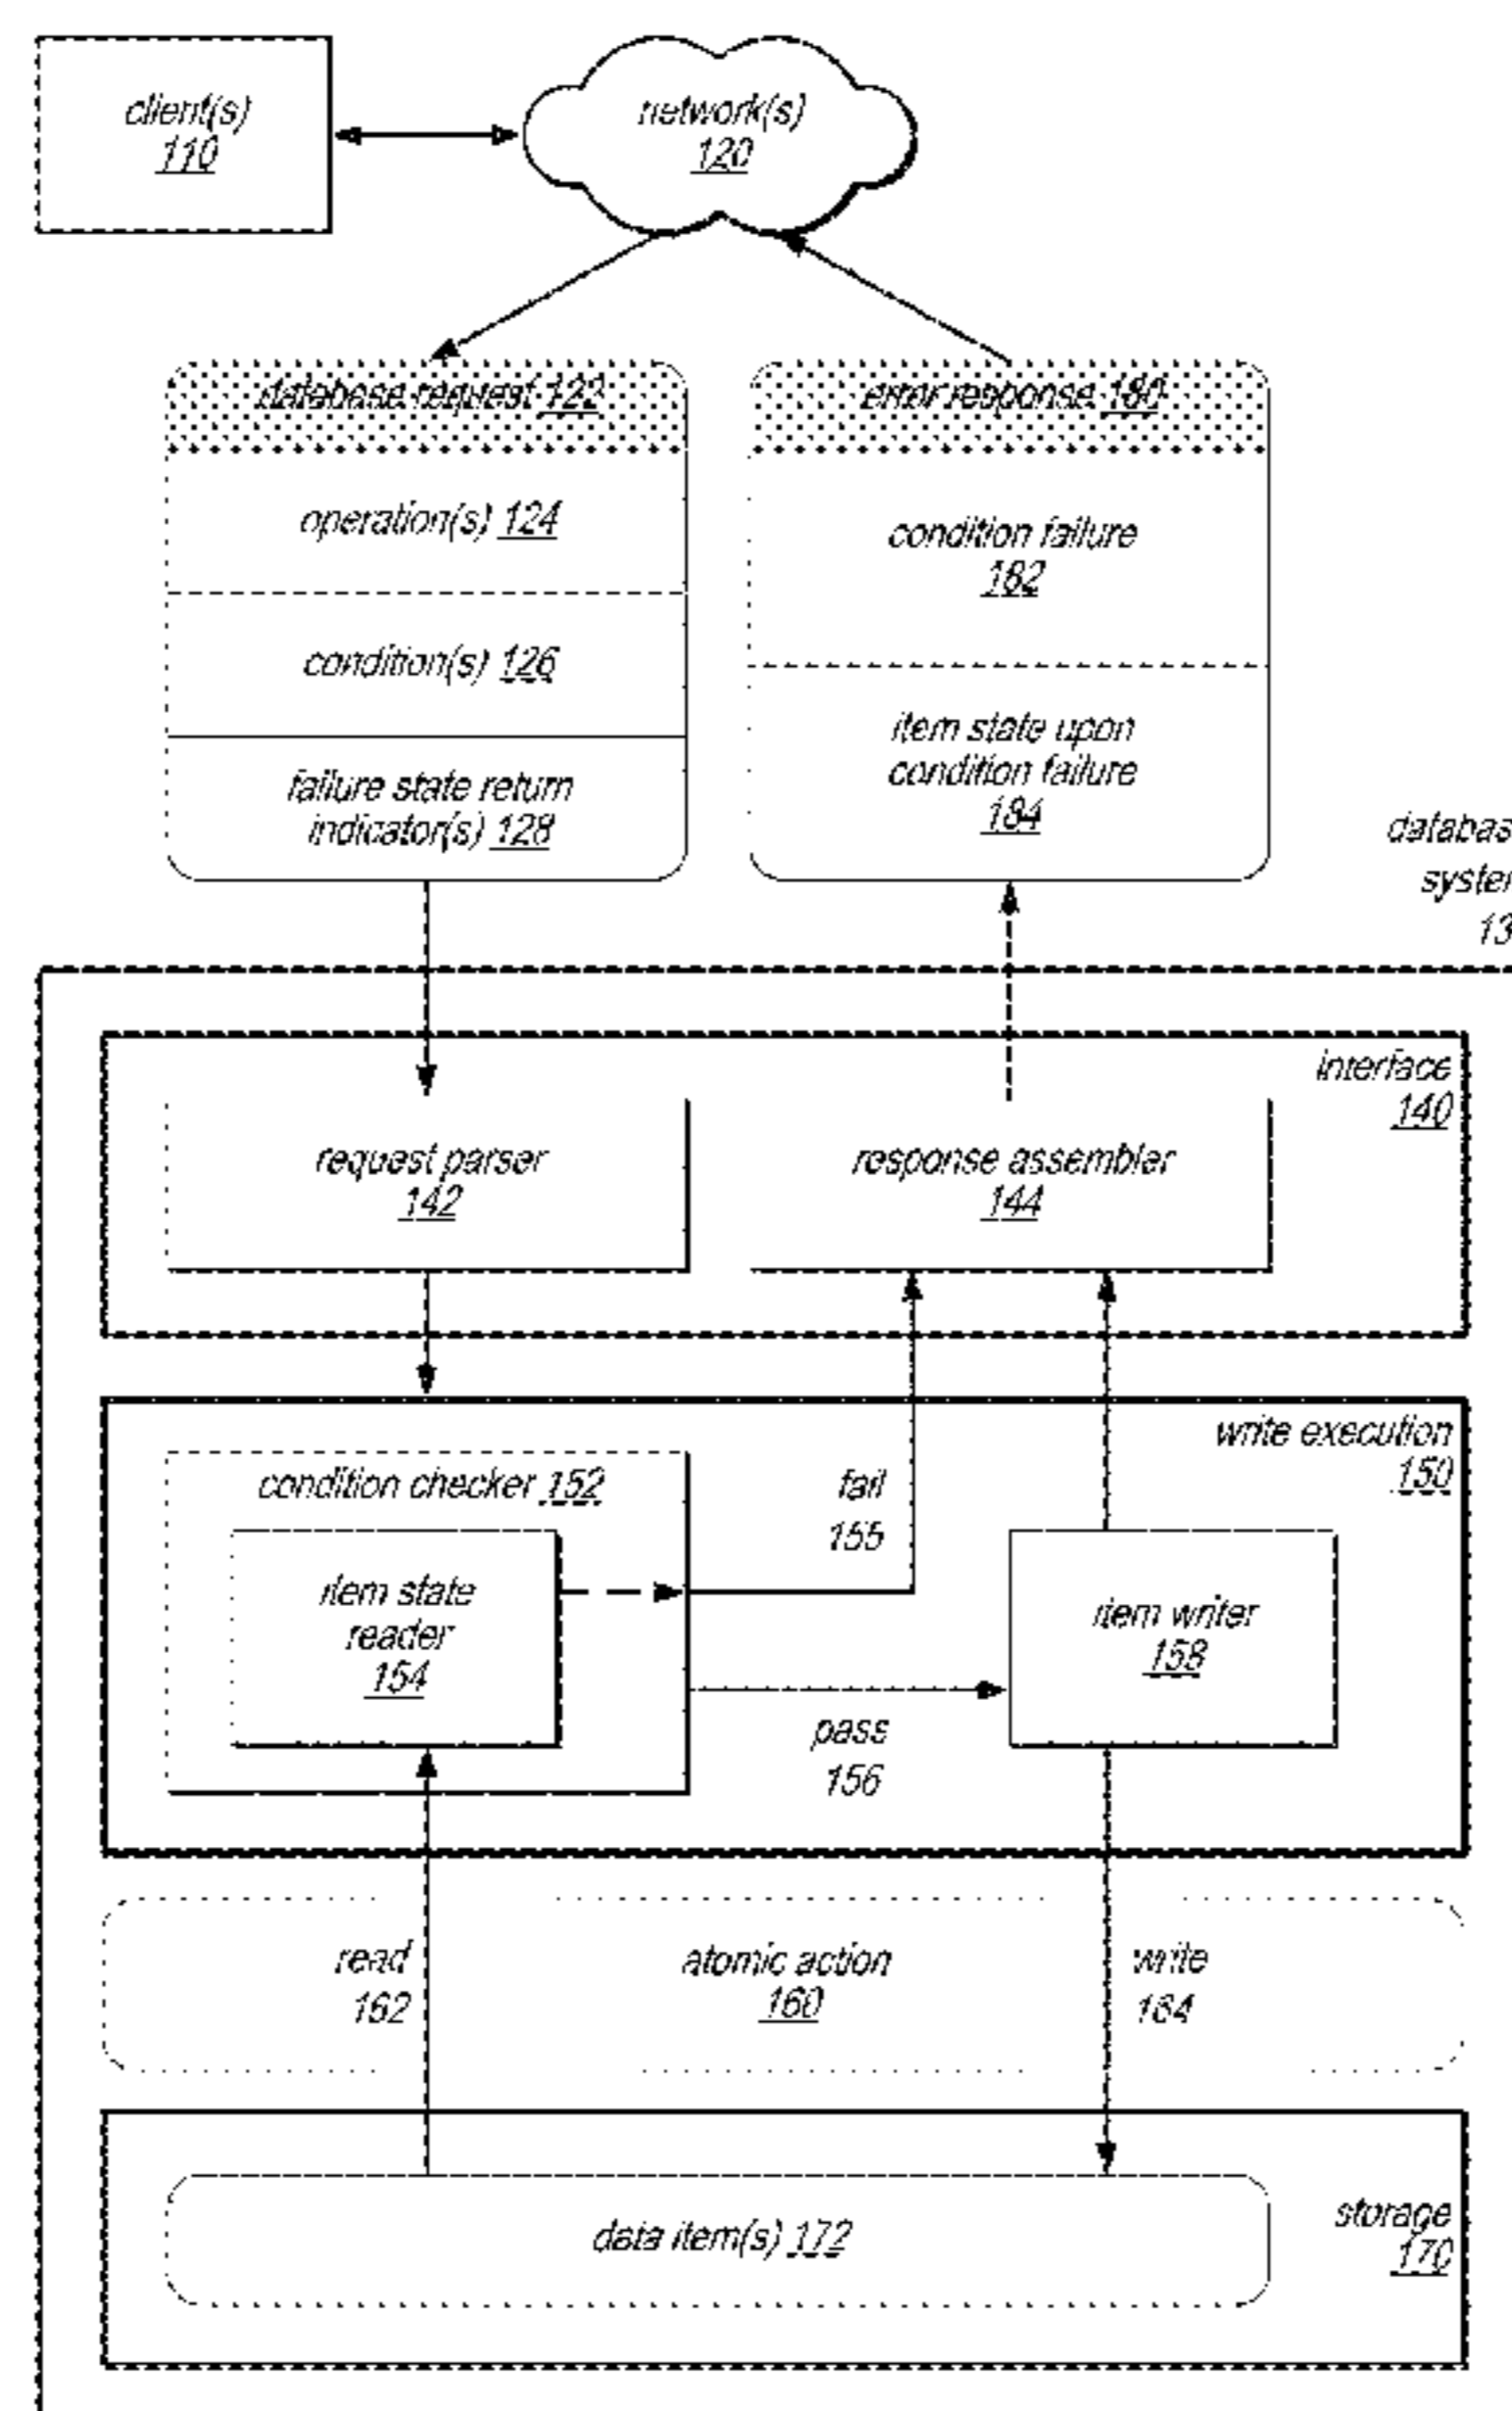 client(s)
110
network(s)
120
database request 122
operation(s) 124
condition(s) 126
failure state return
indicator(s) 128
error response 180
condition failure
182
item state upon
condition failure
184
databas
syster
13
interface
140
request parser
142
response assembler
144
write execution
150
condition checker 152
item state
reader
154
fail
155
pass
156
item writer
158
read
162
atomic action
160
write
164
data item(s) 172
storage
170